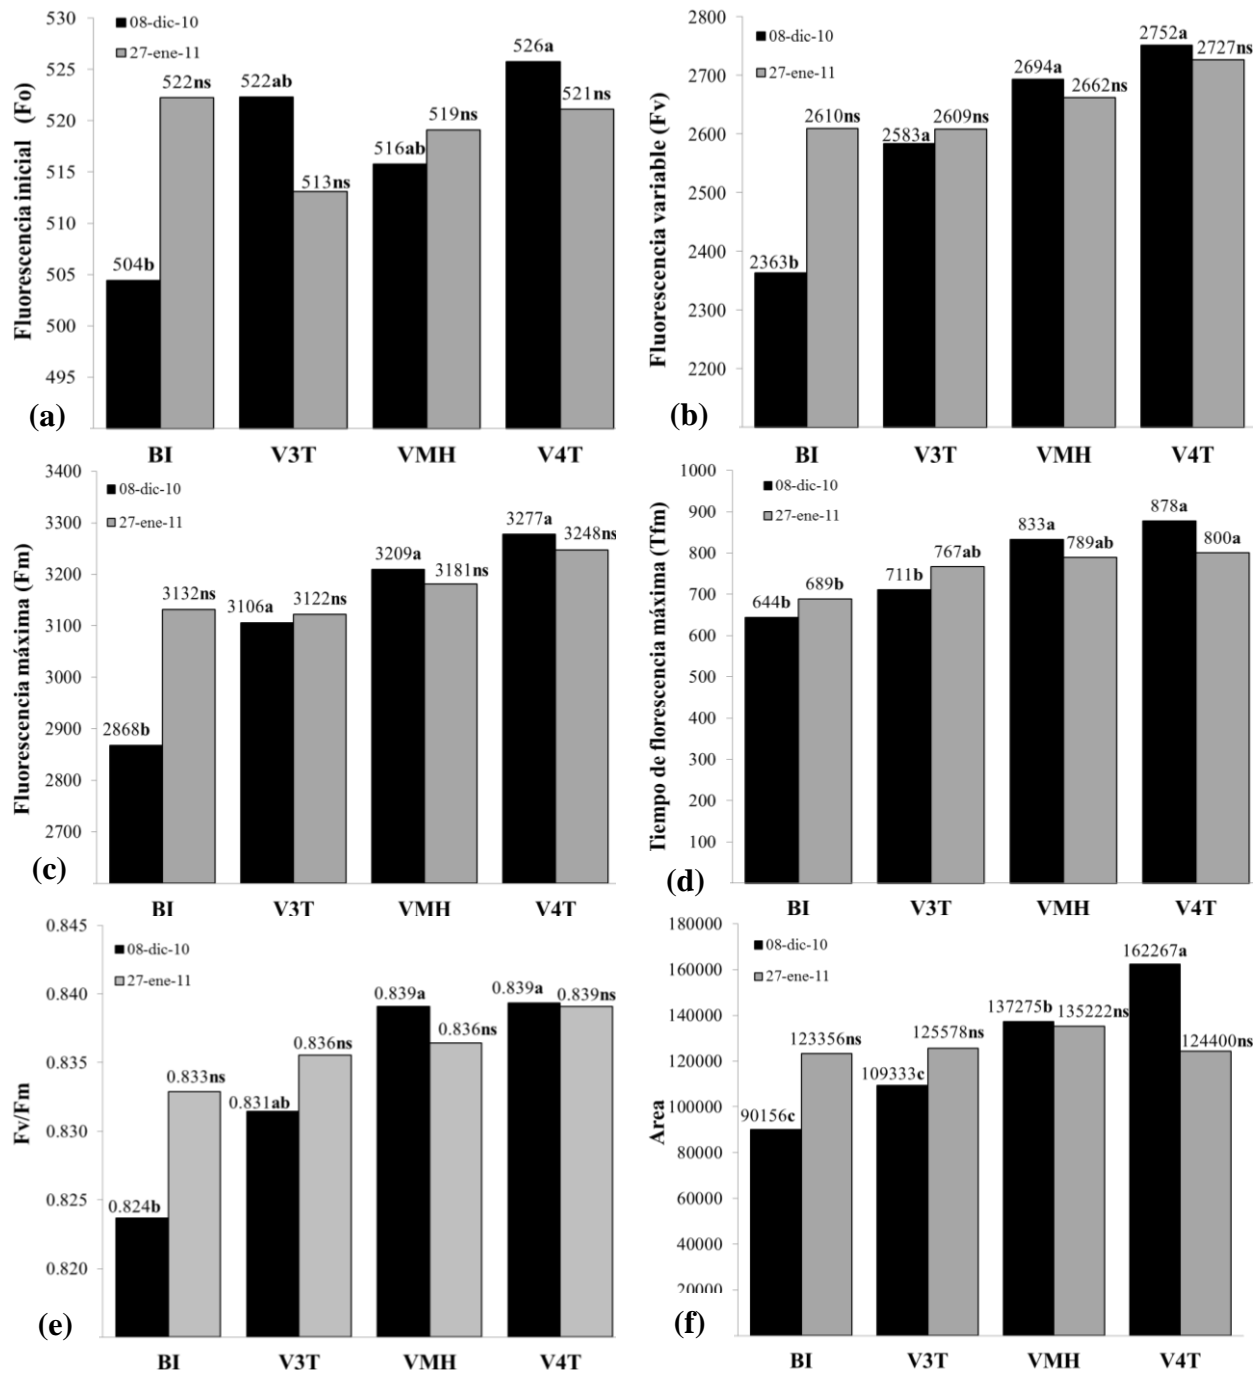 530
525
520
515
510
505
500
495
Fluorescencia inicial (Fo)
08-dic-10
27-ene-11
504b
522ns
522ab
513ns
516ab
519ns
526a
521ns
(a)
BI V3T VMH V4T
2800
2700
2600
2500
2400
2300
2200
Fluorescencia variable (Fv)
08-dic-10
27-ene-11
2363b
2610ns
2583a
2609ns
2694a
2662ns
2752a
2727ns
(b)
BI V3T VMH V4T
3400
3300
3200
3100
3000
2900
2800
2700
Fluorescencia máxima (Fm)
08-dic-10
27-ene-11
2868b
3132ns
3106a
3122ns
3209a
3181ns
3277a
3248ns
(c)
BI V3T VMH V4T
1000
900
800
700
600
500
400
300
200
100
Tiempo de florescencia máxima (Tfm)
08-dic-10
27-ene-11
644b
689b
711b
767ab
833a
789ab
878a
800a
(d)
BI V3T VMH V4T
0.845
0.840
0.835
0.830
0.825
0.820
Fv/Fm
08-dic-10
27-ene-11
0.824b
0.833ns
0.831ab
0.836ns
0.839a
0.836ns
0.839a
0.839ns
(e)
BI V3T VMH V4T
180000
160000
140000
120000
100000
80000
60000
40000
20000
Area
08-dic-10
27-ene-11
90156c
123356ns
109333c
125578ns
137275b
135222ns
162267a
124400ns
(f)
BI V3T VMH V4T